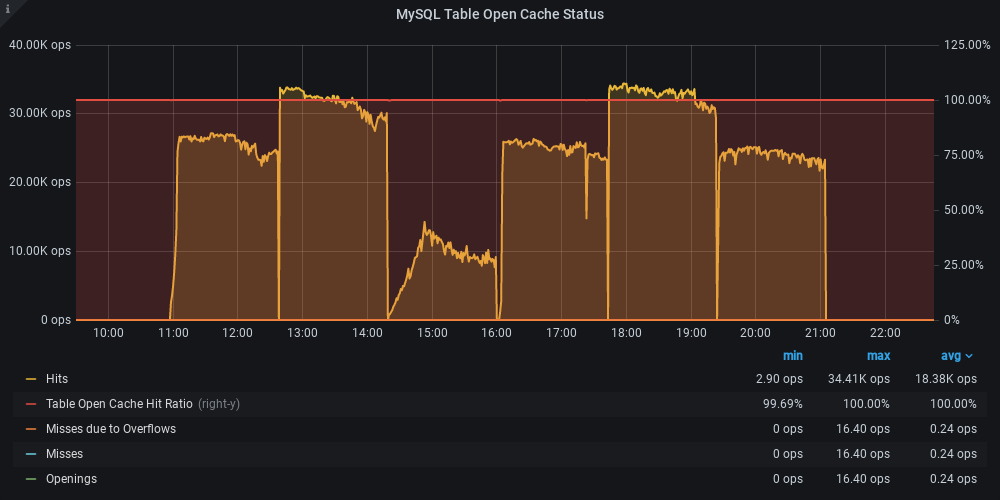 i
MySQL Table Open Cache Status
40.00K ops 125.00%
30.00K ops 100.00%
20.00K ops 75.00%
10.00K ops 50.00%
0 ops 25.00%
0%
10:00 11:00 12:00 13:00 14:00 15:00 16:00 17:00 18:00 19:00 20:00 21:00 22:00
min max avg
Hits 2.90 ops 34.41K ops 18.38K ops
Table Open Cache Hit Ratio (right-y) 99.69% 100.00% 100.00%
Misses due to Overflows 0 ops 16.40 ops 0.24 ops
Misses 0 ops 16.40 ops 0.24 ops
Openings 0 ops 16.40 ops 0.24 ops